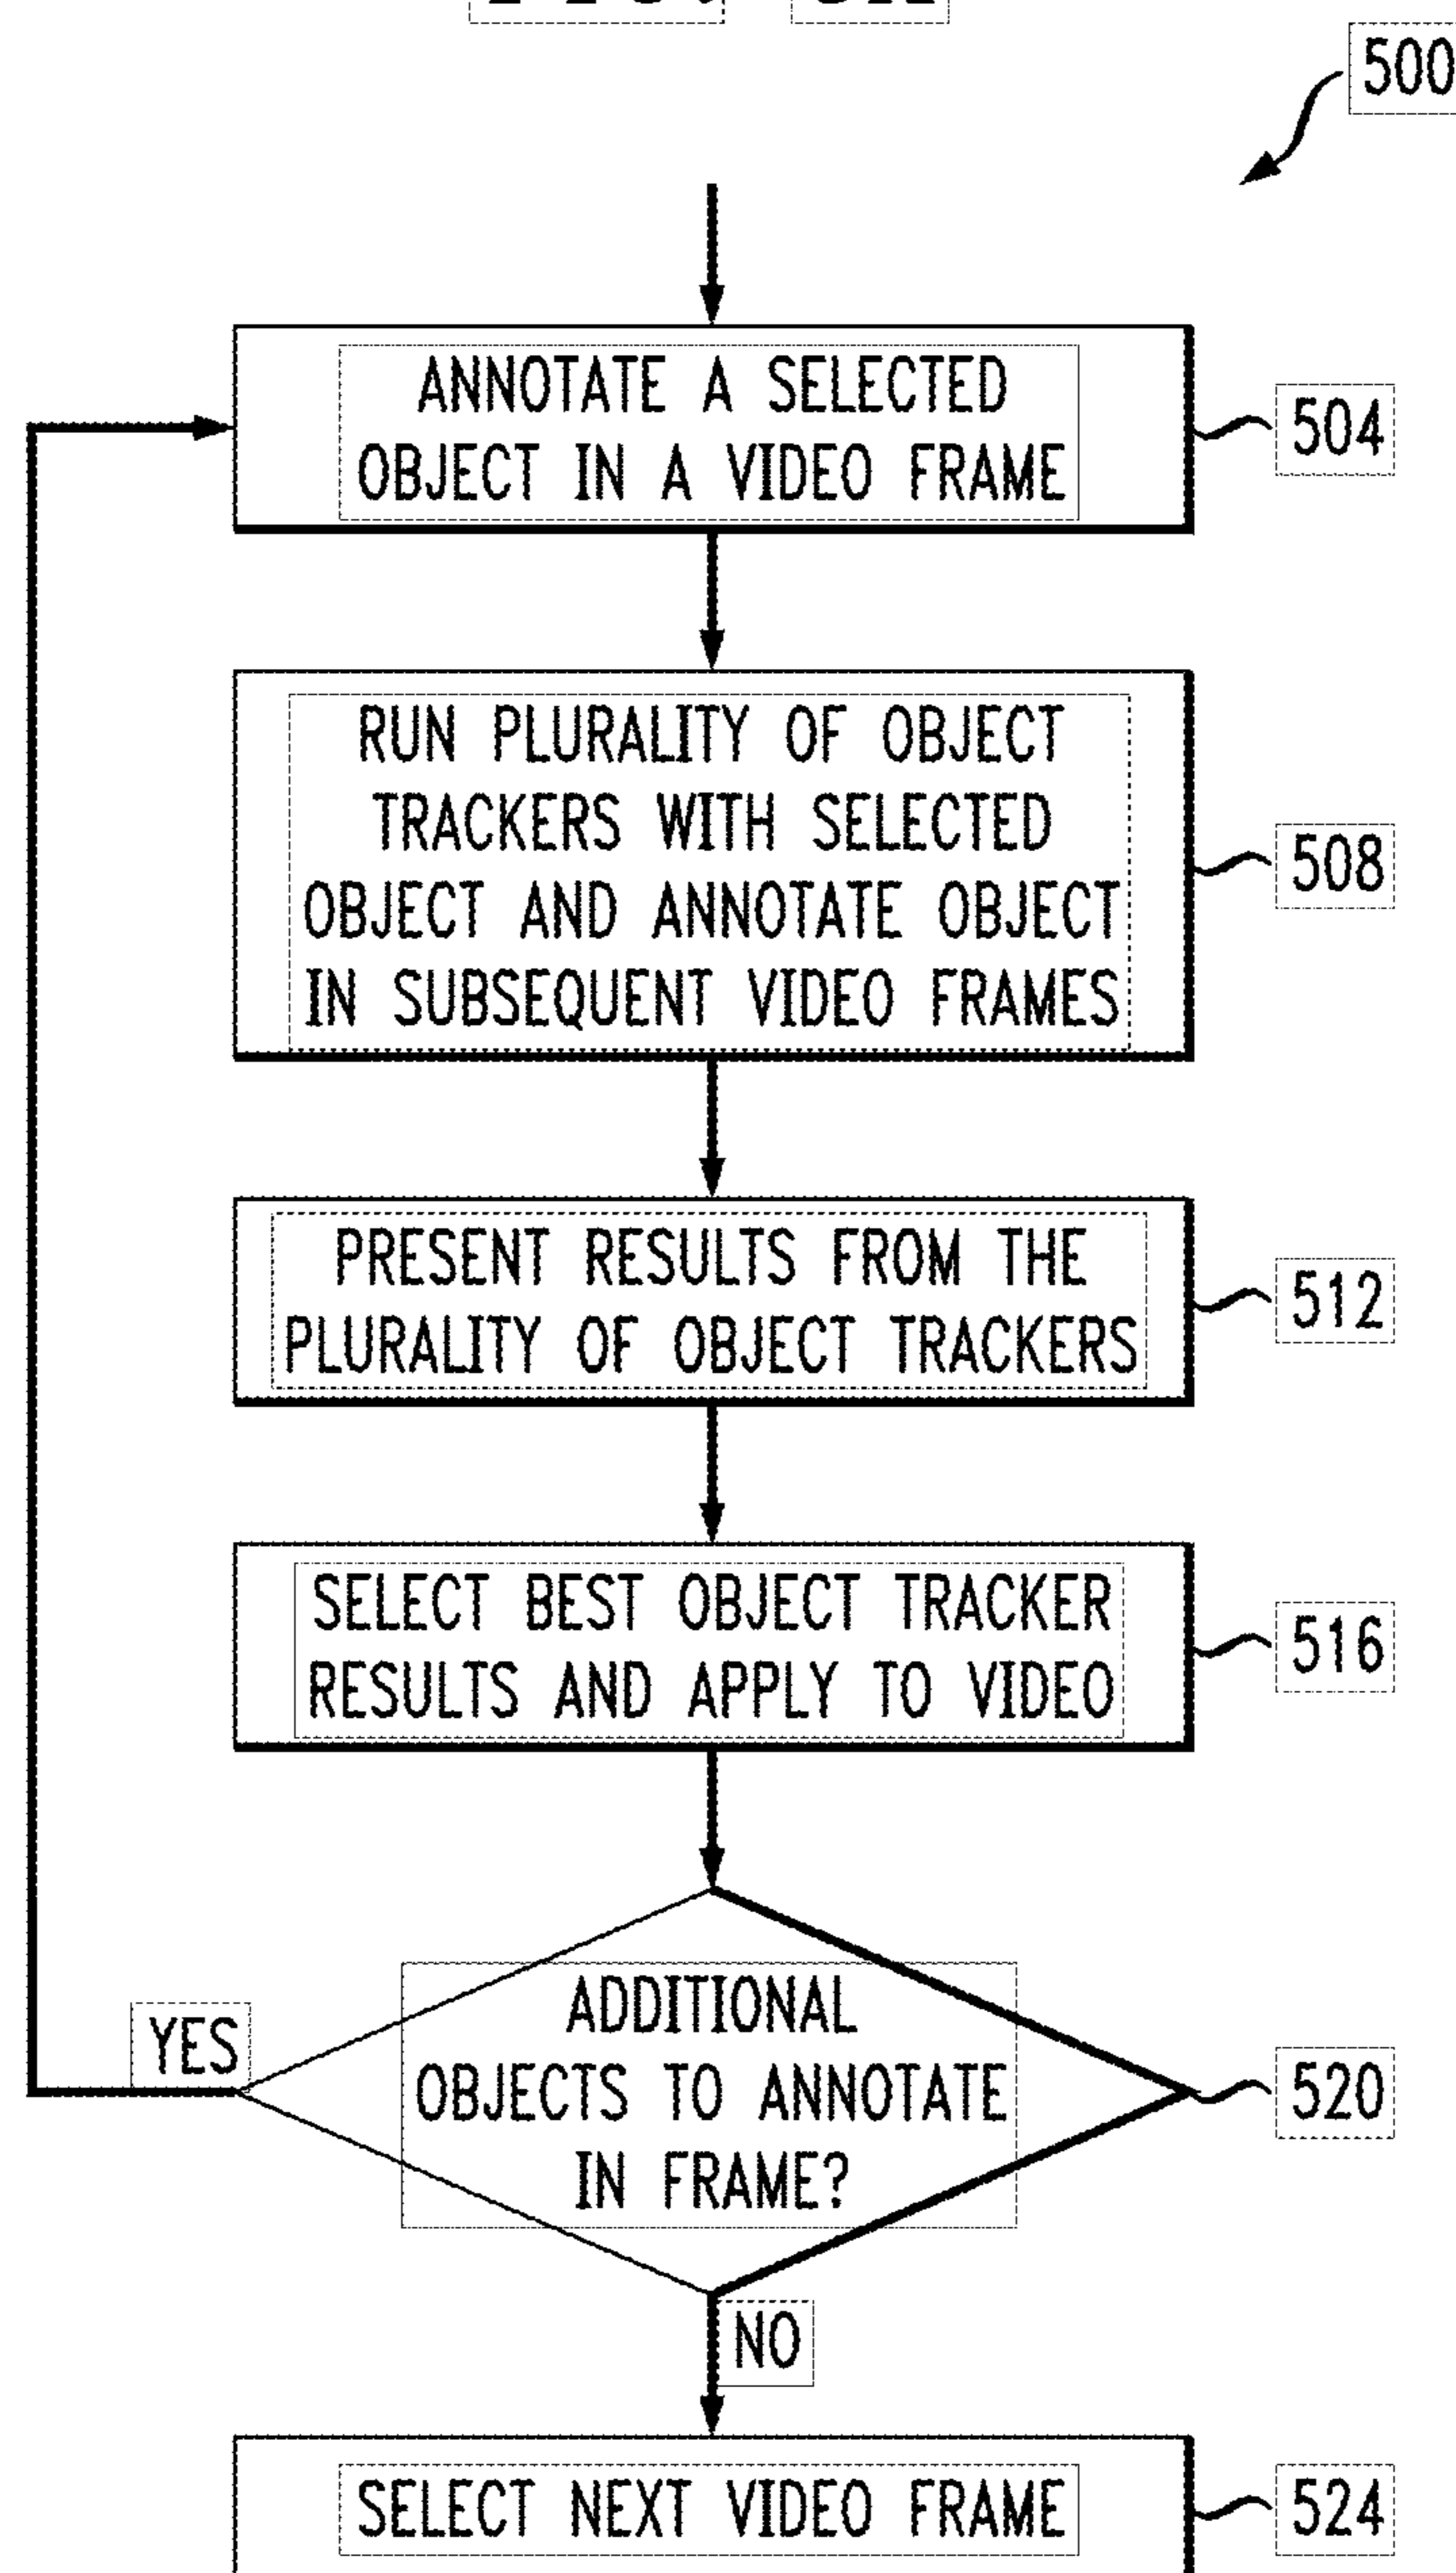 500
ANNOTATE A SELECTED
OBJECT IN A VIDEO FRAME
504
RUN PLURALITY OF OBJECT
TRACKERS WITH SELECTED
OBJECT AND ANNOTATE OBJECT
IN SUBSEQUENT VIDEO FRAMES
508
PRESENT RESULTS FROM THE
PLURALITY OF OBJECT TRACKERS
512
SELECT BEST OBJECT TRACKER
RESULTS AND APPLY TO VIDEO
516
ADDITIONAL
OBJECTS TO ANNOTATE
IN FRAME?
YES
520
NO
SELECT NEXT VIDEO FRAME
524